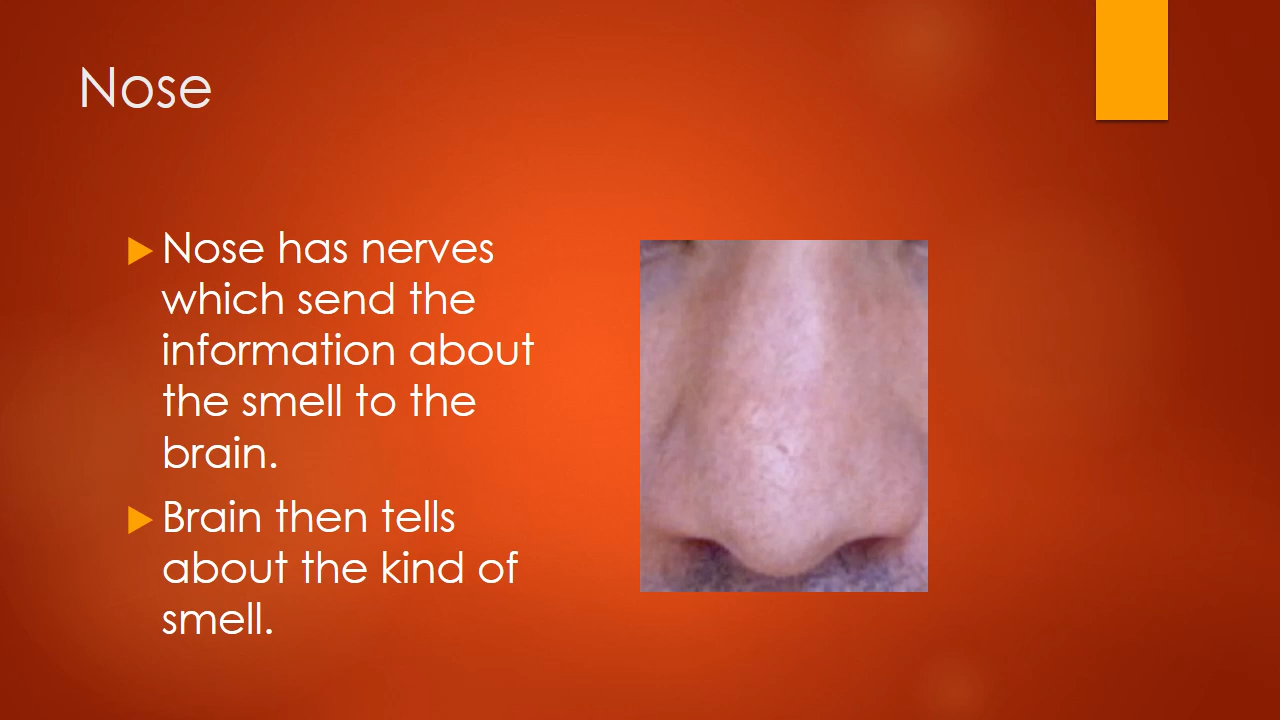 Nose
Nose has nerves
which send the
information about
the smell to the
brain.
Brain then tells
about the kind of
smell.